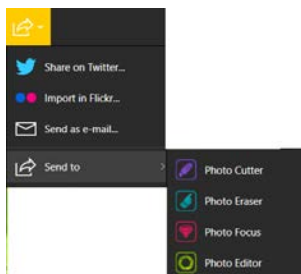 Share on Twitter...
Import in Flickr...
Send as e-mail...
Send to
Photo Cutter
Photo Eraser
Photo Focus
Photo Editor